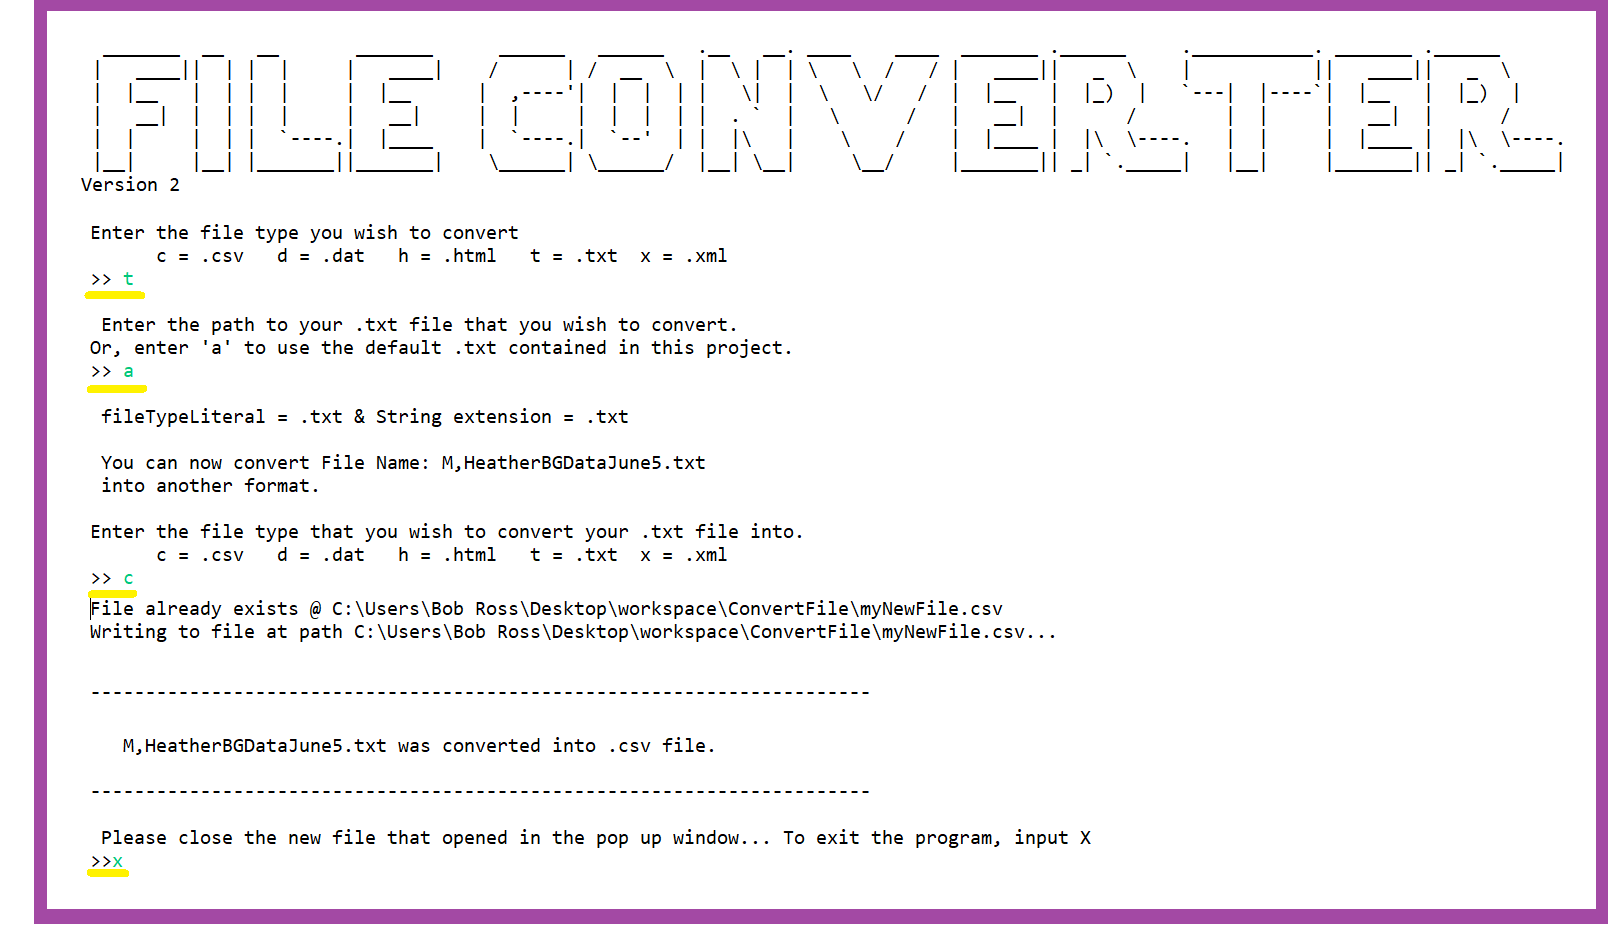 FILE CONVERTER
Version 2
Enter the file type you wish to convert
c = .csv   d = .dat   h = .html   t = .txt  x = .xml
>> t
Enter the path to your .txt file that you wish to convert.
Or, enter 'a' to use the default .txt contained in this project.
>> a
fileTypeLiteral = .txt & String extension = .txt
You can now convert File Name: M,HeatherBGDataJune5.txt
into another format.
Enter the file type that you wish to convert your .txt file into.
c = .csv   d = .dat   h = .html   t = .txt  x = .xml
>> c
File already exists @ C:\Users\Bob Ross\Desktop\workspace\ConvertFile\myNewFile.csv
Writing to file at path C:\Users\Bob Ross\Desktop\workspace\ConvertFile\myNewFile.csv...
-----------------------------------------------------------------------
M,HeatherBGDataJune5.txt was converted into .csv file.
-----------------------------------------------------------------------
Please close the new file that opened in the pop up window... To exit the program, input X
>>x